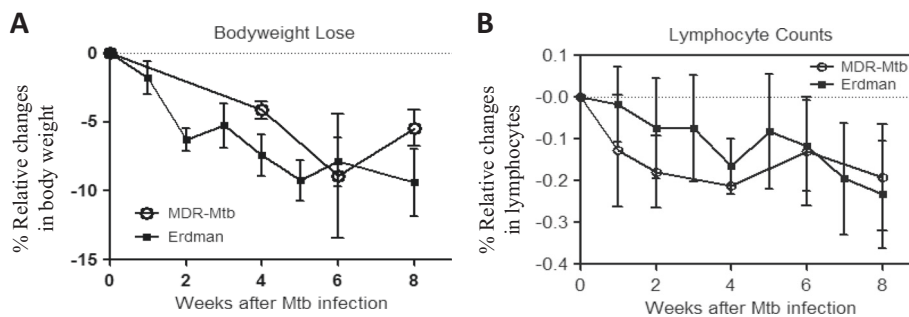 A
Bodyweight Lose
% Relative changes
in body weight
0
-5
-10
-15
MDR-Mtb
Erdman
0 2 4 6 8
Weeks after Mtb infection
B
Lymphocyte Counts
% Relative changes
in lymphocytes
MDR-Mtb
Erdman
-0.0
-0.1
-0.2
-0.3
-0.4
0 2 4 6 8
Weeks after Mtb infection